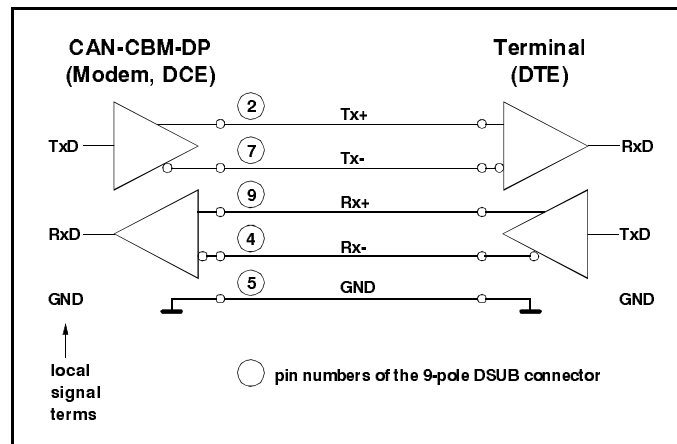 CAN-CBM-DP
(Modem, DCE)
Terminal
(DTE)
2
Tx+
TxD
RxD
7
Tx-
9
Rx+
RxD
TxD
4
Rx-
5
GND
GND
GND
local
signal
terms
pin numbers of the 9-pole DSUB connector